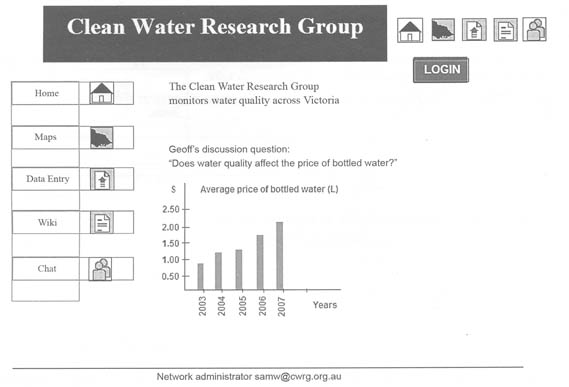 Clean Water Research Group
LOGIN
Home
Maps
Data Entry
Wiki
Chat
The Clean Water Research Group
monitors water quality across Victoria
Geoff's discussion question:
“Does water quality affect the price of bottled water?”
$ Average price of bottled water (L)
2.50
2.00
1.50
1.00
0.50
2003 2004 2005 2006 2007 Years
Network administrator samw@cwrg.org.au